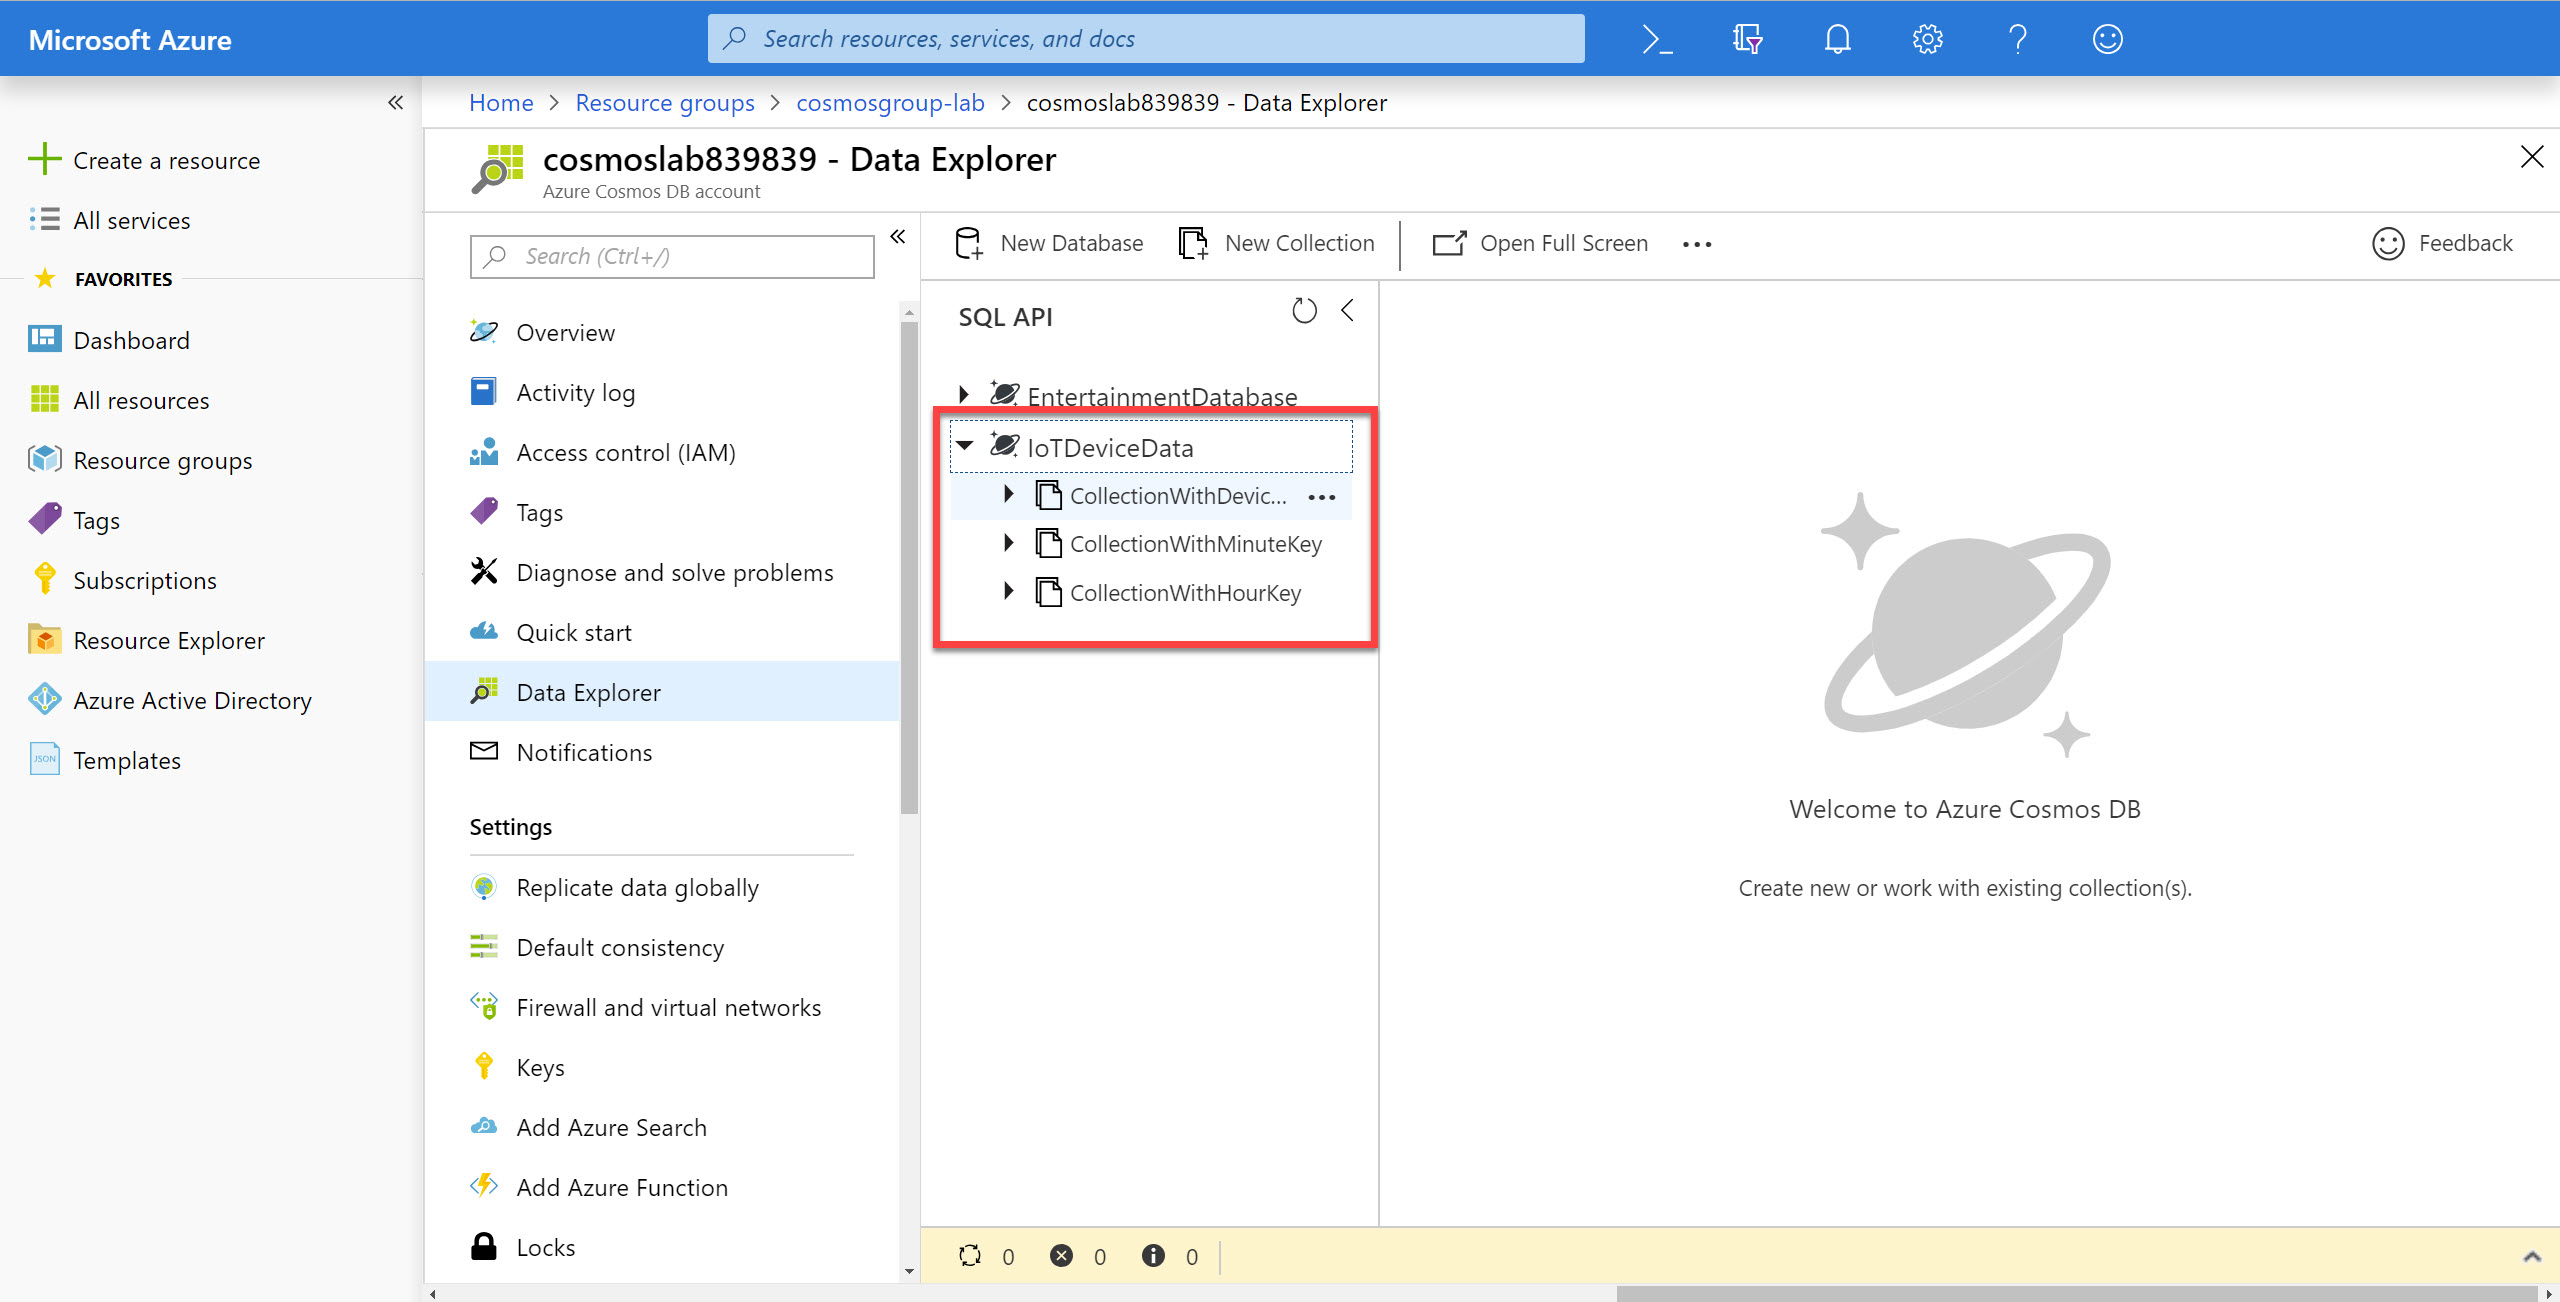 Microsoft Azure
Search resources, services, and docs
Home > Resource groups > cosmosgroup-lab > cosmoslab839839 - Data Explorer
Create a resource
All services
FAVORITES
Dashboard
All resources
Resource groups
Tags
Subscriptions
Resource Explorer
Azure Active Directory
JSON
Templates
cosmoslab839839 - Data Explorer
Azure Cosmos DB account
Search (Ctrl+/)
Overview
Activity log
Access control (IAM)
Tags
Diagnose and solve problems
Quick start
Data Explorer
Notifications
Settings
Replicate data globally
Default consistency
Firewall and virtual networks
Keys
Add Azure Search
Add Azure Function
Locks
New Database
New Collection
Open Full Screen
Feedback
SQL API
EntertainmentDatabase
IoTDeviceData
CollectionWithDevic...
CollectionWithMinuteKey
CollectionWithHourKey
Welcome to Azure Cosmos DB
Create new or work with existing collection(s).
0 0 0